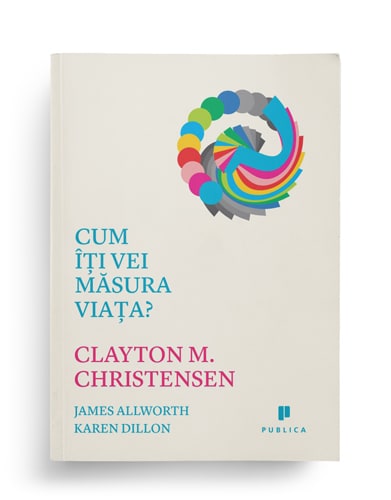 CUM
ÎȚI VEI
MĂSURA
VIAȚA?
CLAYTON M.
CHRISTENSEN
JAMES ALLWORTH
KAREN DILLON
PUBLICA